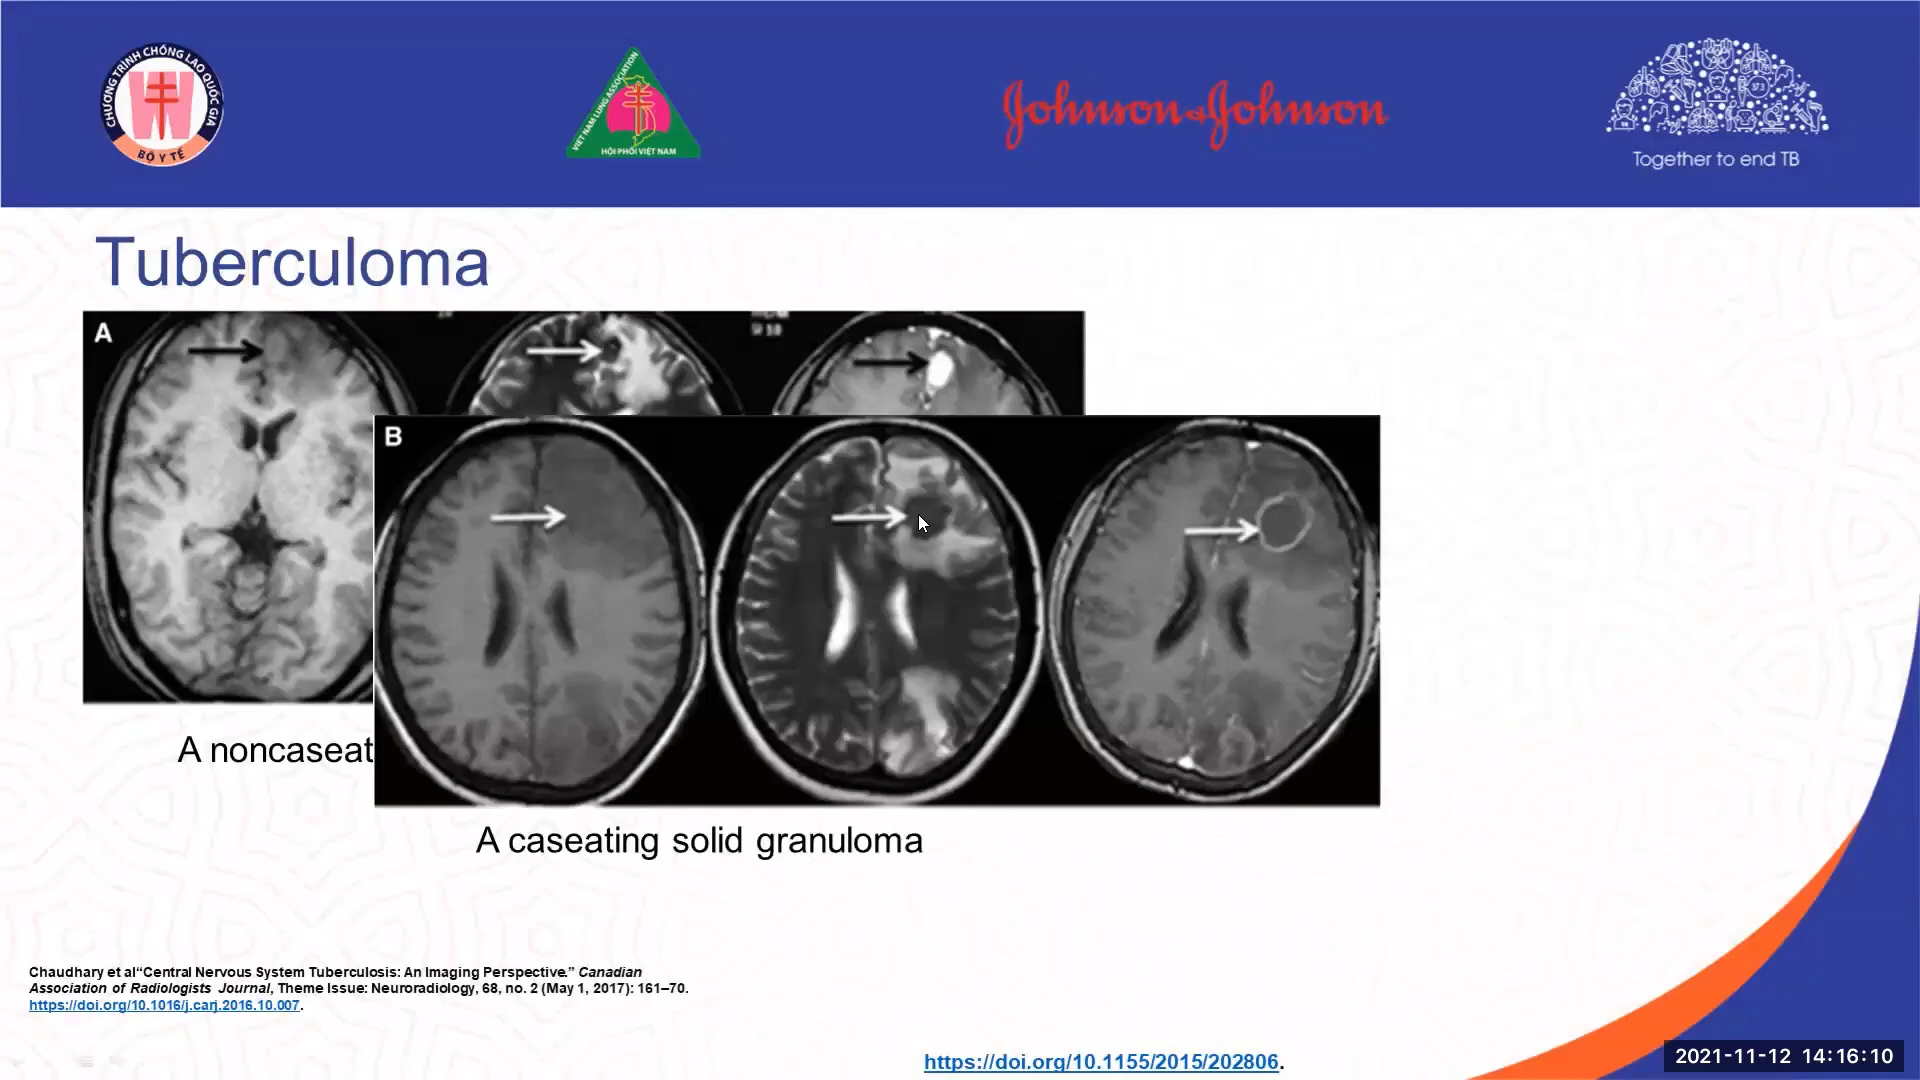 CHƯƠNG TRÌNH CHỐNG LAO QUỐC GIA
BỘ Y TẾ
VIET NAM LUNG ASSOCIATION
HỘI PHỔI VIỆT NAM
Johnson & Johnson
Together to end TB
Tuberculoma
A
B
A noncaseat
A caseating solid granuloma
Chaudhary et al“Central Nervous System Tuberculosis: An Imaging Perspective.” Canadian
Association of Radiologists Journal, Theme Issue: Neuroradiology, 68, no. 2 (May 1, 2017): 161–70.
https://doi.org/10.1016/j.carj.2016.10.007.
https://doi.org/10.1155/2015/202806.
2021-11-12 14:16:10